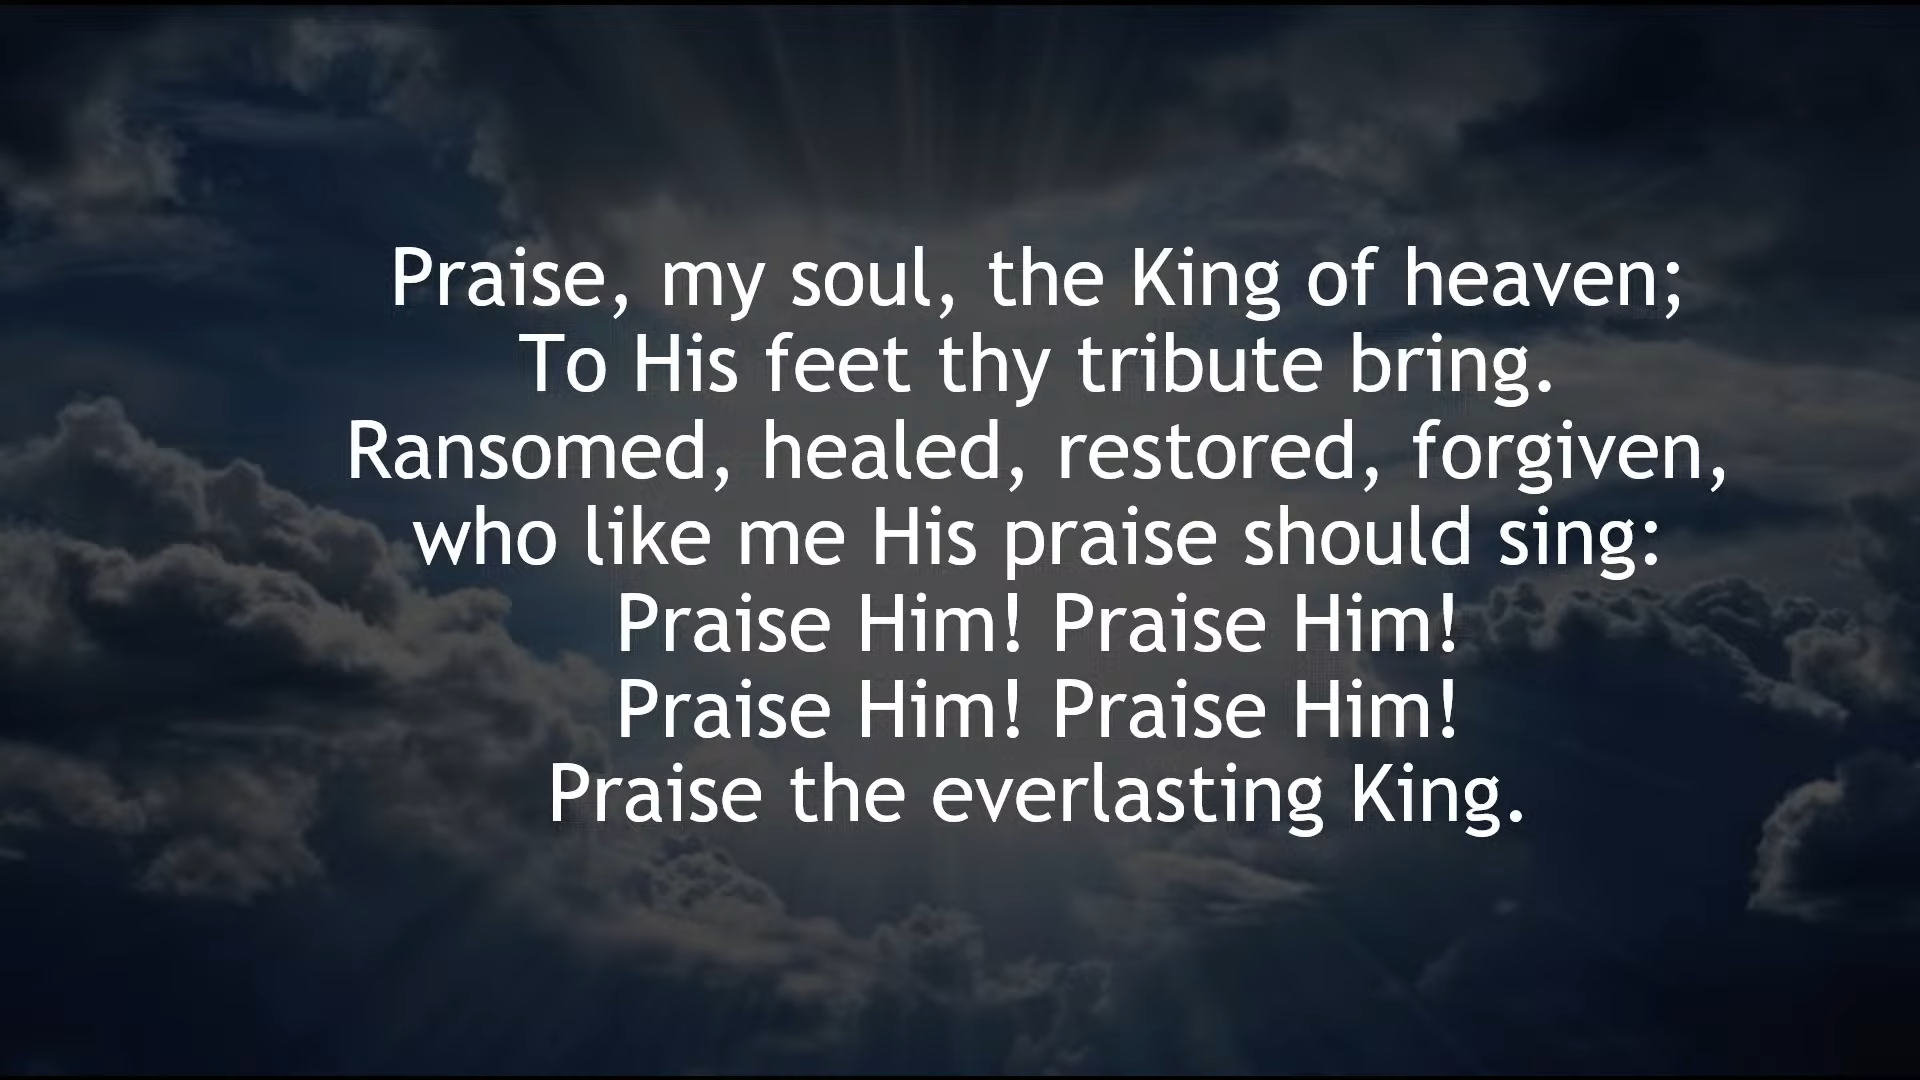 Praise, my soul, the King of heaven;
To His feet thy tribute bring.
Ransomed, healed, restored, forgiven,
who like me His praise should sing:
Praise Him! Praise Him!
Praise Him! Praise Him!
Praise the everlasting King.